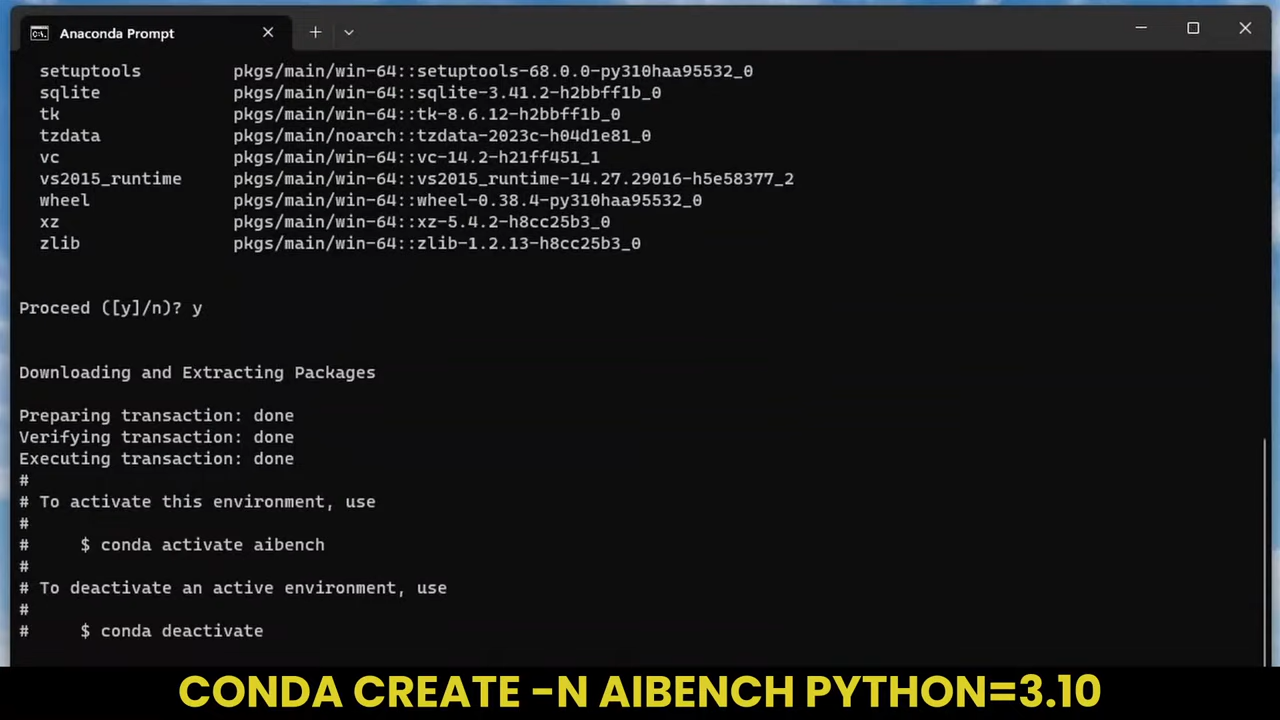 Anaconda Prompt
setuptools pkgs/main/win-64::setuptools-68.0.0-py310haa95532_0
sqlite pkgs/main/win-64::sqlite-3.41.2-h2bbff1b_0
tk pkgs/main/win-64::tk-8.6.12-h2bbff1b_0
tzdata pkgs/main/noarch::tzdata-2023c-h04d1e81_0
vc pkgs/main/win-64::vc-14.2-h21ff451_1
vs2015_runtime pkgs/main/win-64::vs2015_runtime-14.27.29016-h5e58377_2
wheel pkgs/main/win-64::wheel-0.38.4-py310haa95532_0
xz pkgs/main/win-64::xz-5.4.2-h8cc25b3_0
zlib pkgs/main/win-64::zlib-1.2.13-h8cc25b3_0
Proceed ([y]/n)? y
Downloading and Extracting Packages
Preparing transaction: done
Verifying transaction: done
Executing transaction: done
#
# To activate this environment, use
#
# $ conda activate aibench
#
# To deactivate an active environment, use
#
# $ conda deactivate
CONDA CREATE -N AIBENCH PYTHON=3.10